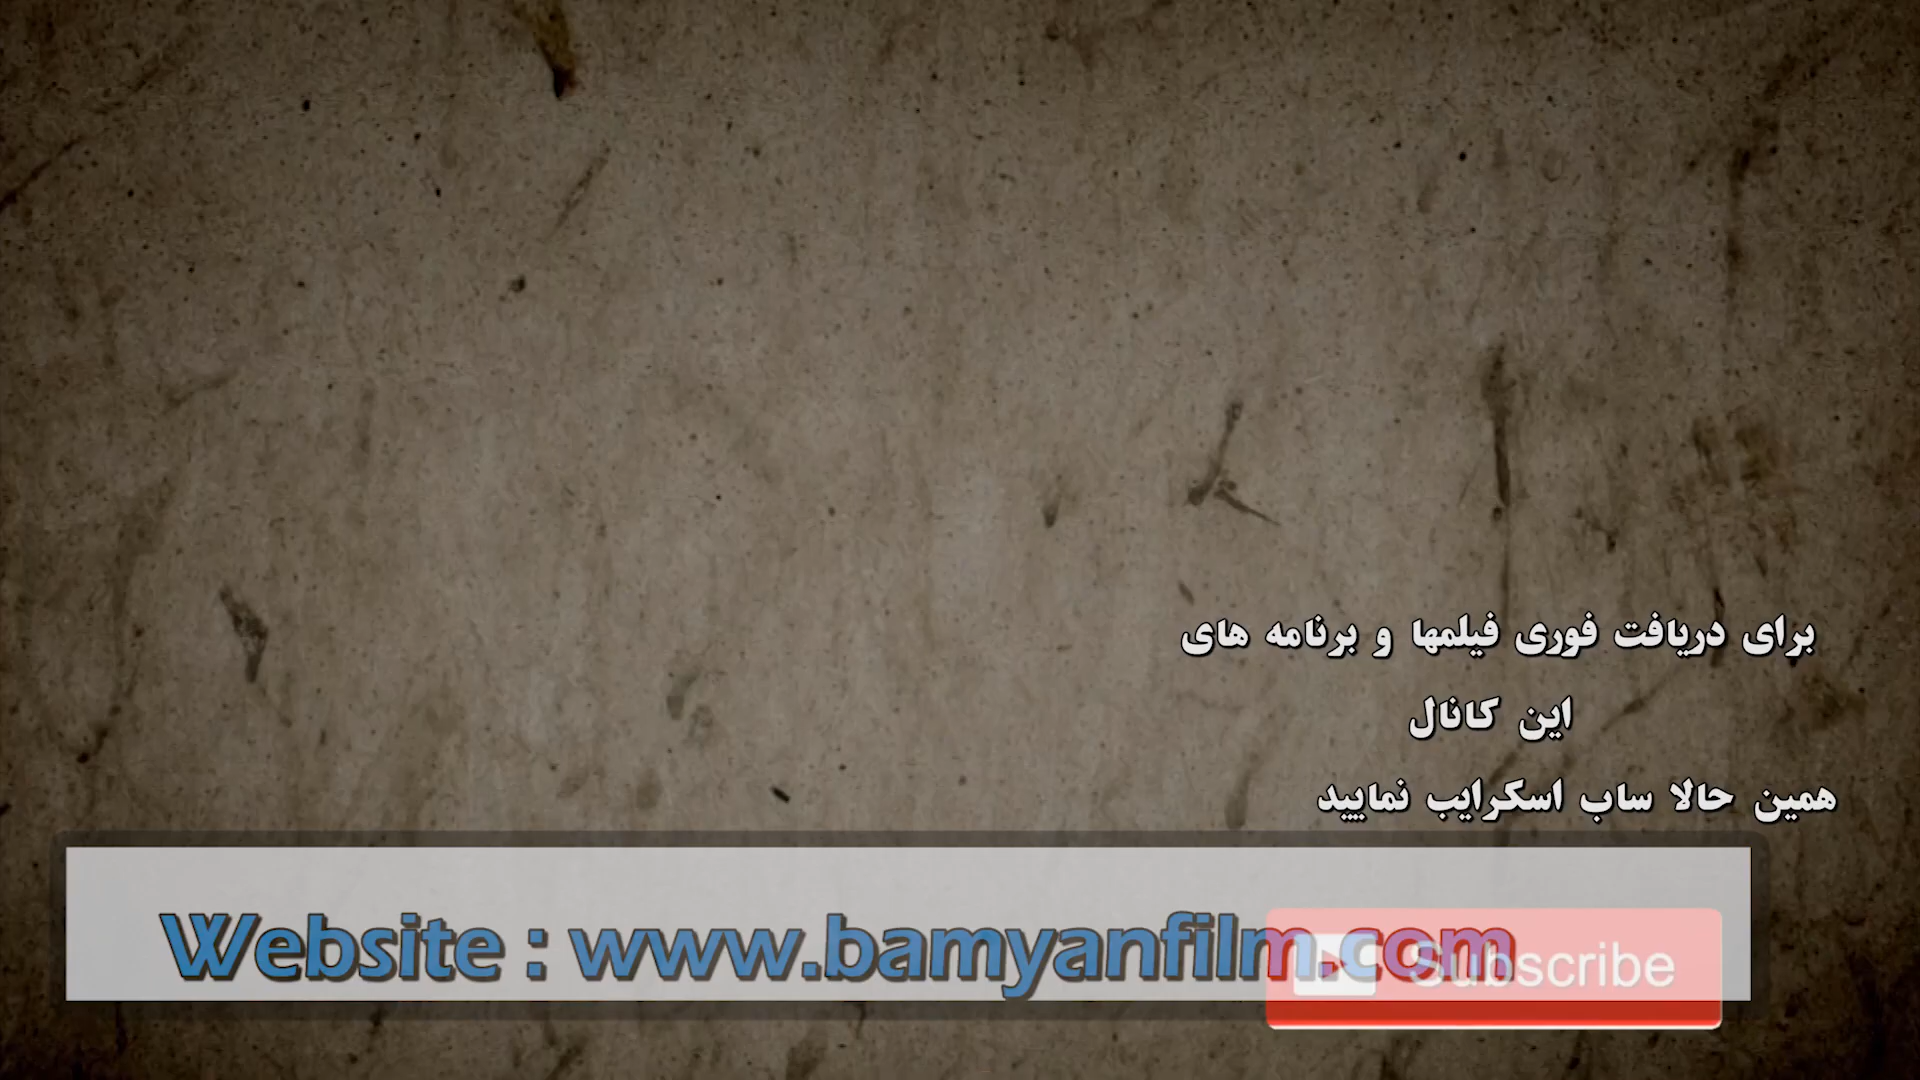 برای دریافت فوری فیلمها و برنامه های
این کانال
همین حالا ساب اسکرایب نمایید
Website : www.bamyanfilm.com
Subscribe